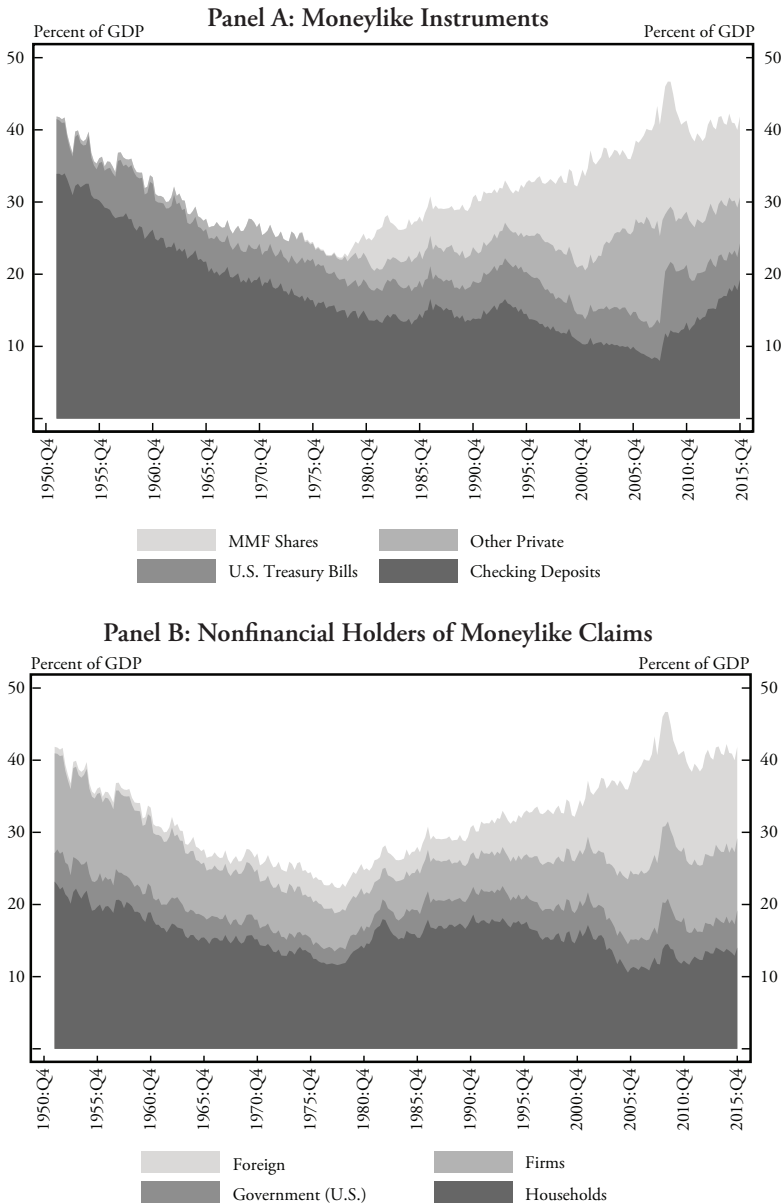 Panel A: Moneylike Instruments
Percent of GDP Percent of GDP
50 50
40 40
30 30
20 20
10 10
1950:Q4 1955:Q4 1960:Q4 1965:Q4 1970:Q4 1975:Q4 1980:Q4 1985:Q4 1990:Q4 1995:Q4 2000:Q4 2005:Q4 2010:Q4 2015:Q4
MMF Shares Other Private
U.S. Treasury Bills Checking Deposits
Panel B: Nonfinancial Holders of Moneylike Claims
Percent of GDP Percent of GDP
50 50
40 40
30 30
20 20
10 10
1950:Q4 1955:Q4 1960:Q4 1965:Q4 1970:Q4 1975:Q4 1980:Q4 1985:Q4 1990:Q4 1995:Q4 2000:Q4 2005:Q4 2010:Q4 2015:Q4
Foreign Firms
Government (U.S.) Households